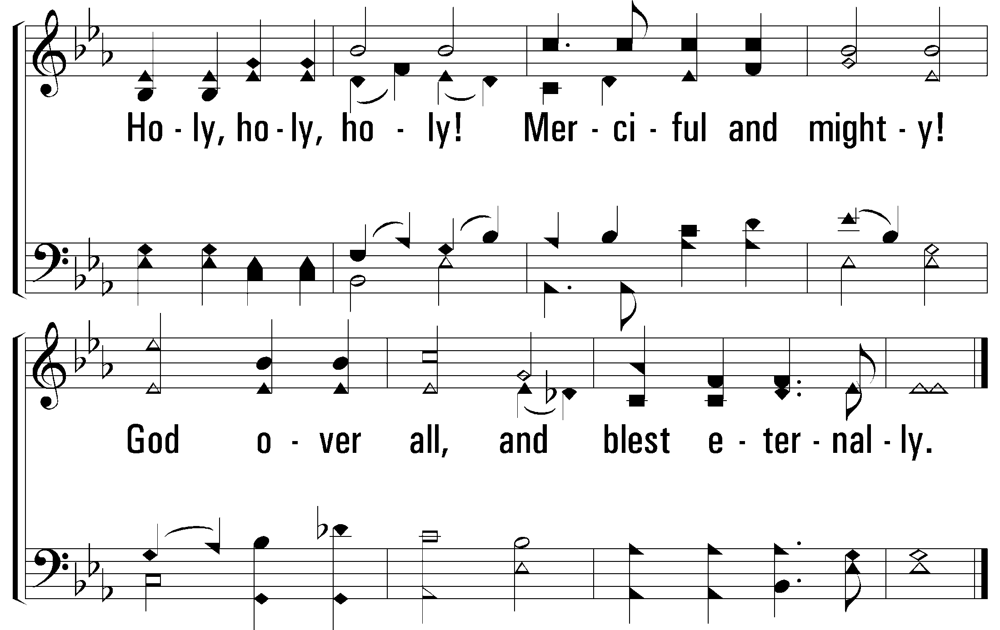 Ho - ly, ho - ly, ho - ly! Mer - ci - ful and might - y!
God o - ver all, and blest e - ter - nal - ly.